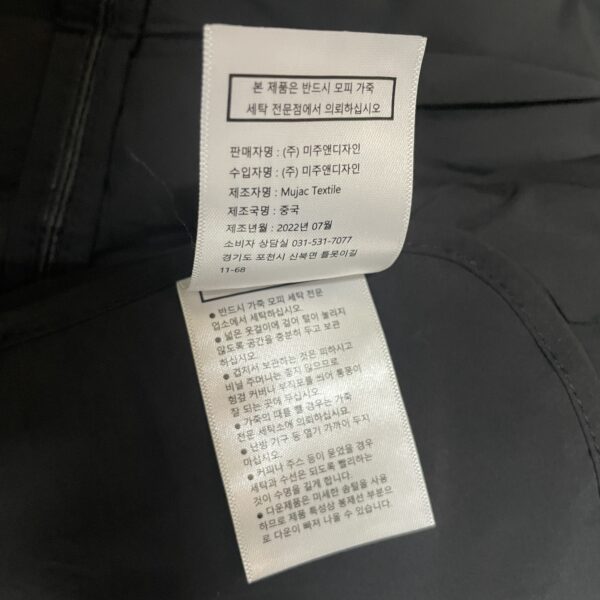 본 제품은 반드시 모피 가죽
세탁 전문점에서 의뢰하십시오
판매자명 : (주) 미주앤디자인
수입자명 : (주) 미주앤디자인
제조자명 : Mujac Textile
제조국명 : 중국
제조년월 : 2022년 07월
소비자 상담실 031-531-7077
경기도 포천시 신북면 틀못이길
11-68
● 반드시 가죽 모피 세탁 전문
업소에서 세탁하십시오.
● 넓은 옷걸이에 걸어 털이 눌러지
않도록 공간을 충분히 두고 보관
하십시오.
● 겹치서 보관하는 것은 피하시고
비닐 주머니는 좋지 않으므로
헝겊 커버나 부직포를 씌어 통풍이
잘 되는 곳에 두십시오.
● 가죽의 때를 뺄 경우는 가죽
전문 세탁소에 의뢰하십시요.
● 난방 기구 등 열기 가까이 두지
마십시오.
● 커피나 주스 등이 묻었을 경우
세탁과 수선은 되도록 빨리하는
것이 수명을 길게 합니다.
● 다운제품은 미세한 솜털을 사용
하므로 제품 특성상 봉제선 부분으
로 다운이 빠져 나올 수 있습니다.